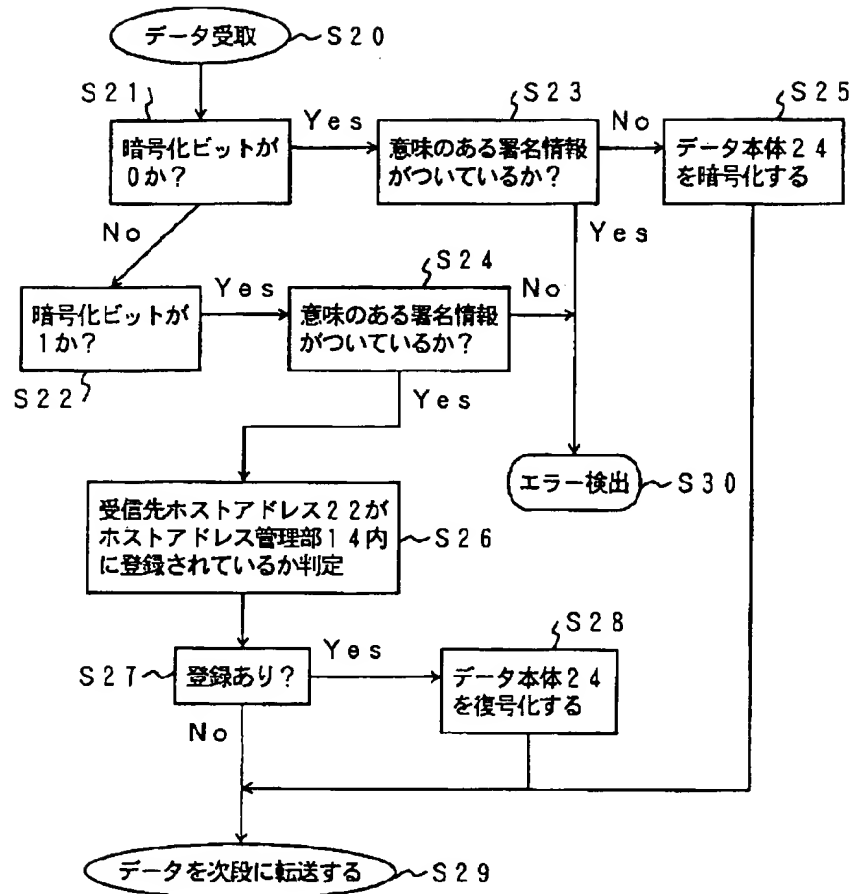 データ受取
S20
S21
Yes
S23
No
S25
暗号化ビットが
0か？
意味のある署名情報
がついているか？
データ本体24
を暗号化する
No
Yes
S24
Yes
No
暗号化ビットが
1か？
意味のある署名情報
がついているか？
S22
Yes
エラー検出
S30
受信先ホストアドレス22が
ホストアドレス管理部14内
に登録されているか判定
S26
S28
Yes
S27
登録あり？
データ本体24
を復号化する
No
データを次段に転送する
S29